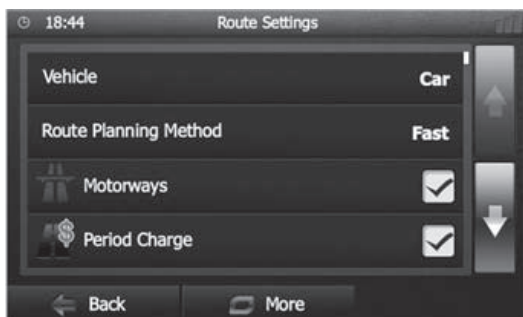 18:44 Route Settings
Vehicle Car
Route Planning Method Fast
Motorways
$ Period Charge
Back More